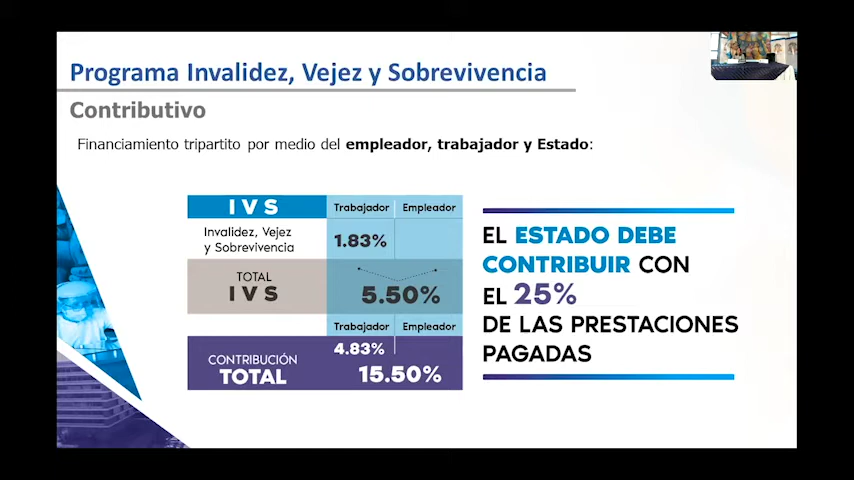 Programa Invalidez, Vejez y Sobrevivencia
Contributivo
Financiamiento tripartito por medio del empleador, trabajador y Estado:
I V S
Trabajador
Empleador
Invalidez, Vejez
y Sobrevivencia
1.83%
TOTAL
I V S
5.50%
Trabajador
Empleador
CONTRIBUCIÓN
TOTAL
4.83%
15.50%
EL ESTADO DEBE
CONTRIBUIR CON
EL 25%
DE LAS PRESTACIONES
PAGADAS